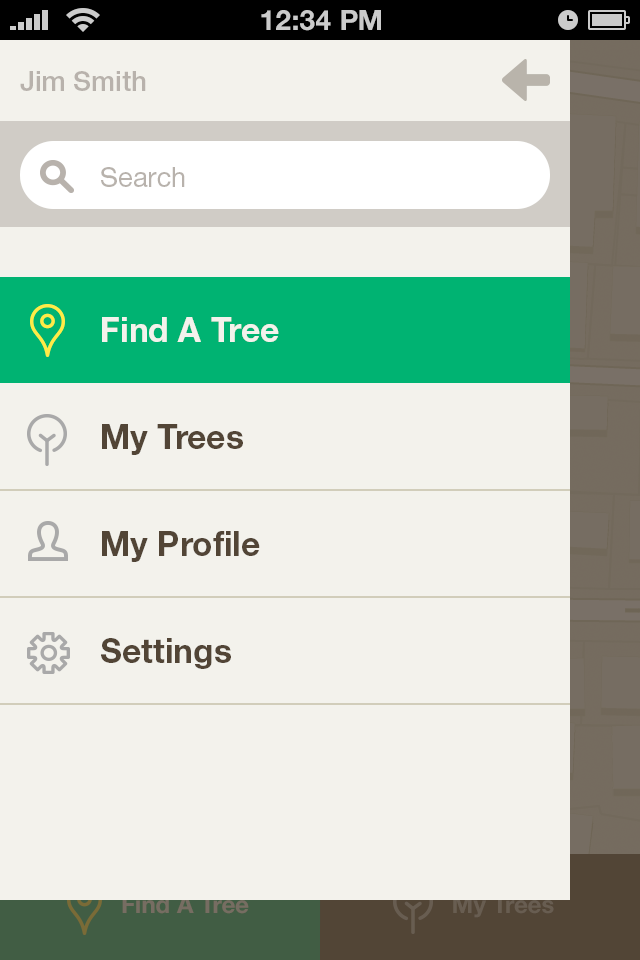 12:34 PM
Jim Smith
Search
Find A Tree
My Trees
My Profile
Settings
Find A Tree
My Trees